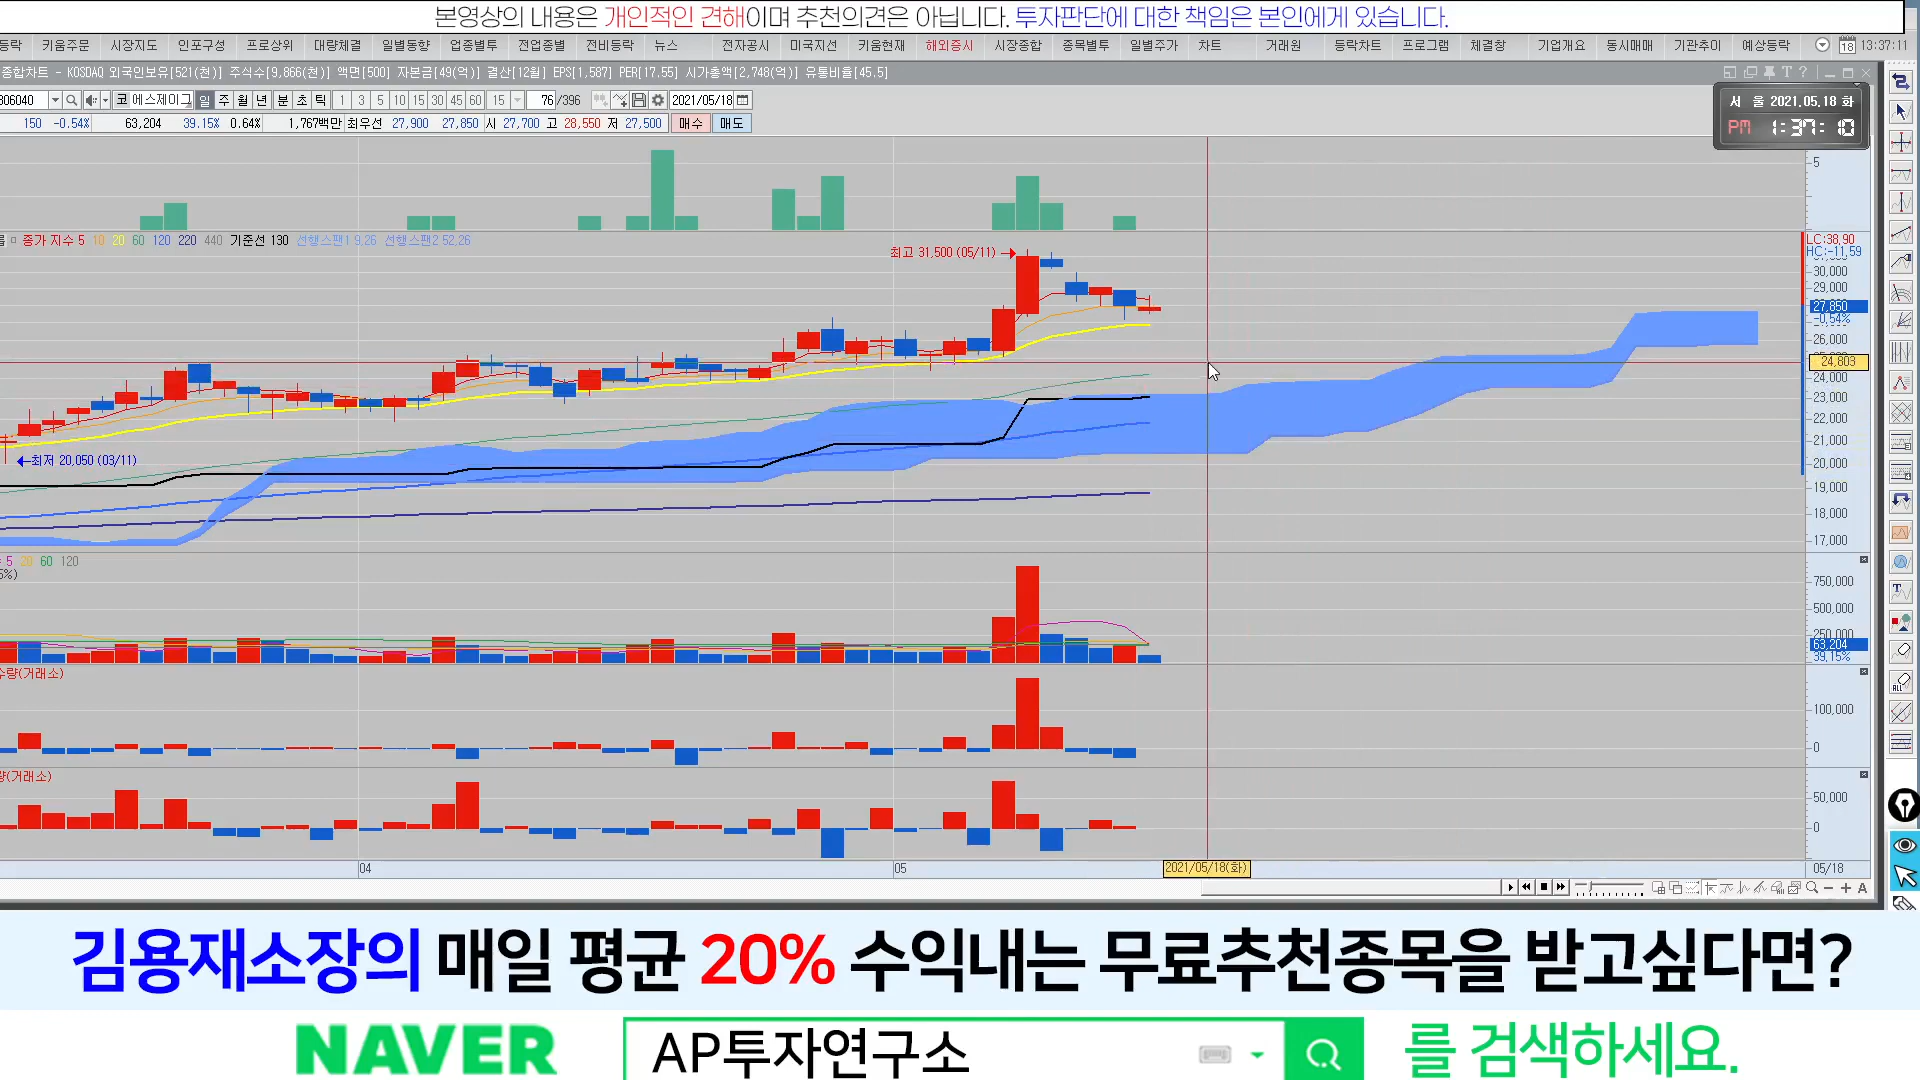 본영상의 내용은 개인적인 견해이며 추천의견은 아닙니다. 투자판단에 대한 책임은 본인에게 있습니다.
등락 키움주문 시장지도 인포구성 프로상위 대량체결 일별동향 업종별투 전업종별 전비등락 뉴스 전자공시 미국지선 키움현재 해외증시 시장종합 종목별투 일별주가 차트 거래원 등락차트 프로그램 체결창 기업개요 동시매매 기관추이 예상등락 18 13:37:11
종합차트 - KOSDAQ 외국인보유[521(천)] 주식수[9,866(천)] 액면[500] 자본금[49(억)] 결산[12월] EPS[1,587] PER[17.55] 시가총액[2,748(억)] 유통비율[45.5]
306040 코 에스제이그 일 주 월 년 분 초 틱 1 3 5 10 15 30 45 60 15 76 /396 2021/05/18
150 -0.54% 63,204 39.15% 0.64% 1,767백만 최우선 27,900 27,850 시 27,700 고 28,550 저 27,500 매수 매도
서 울 2021.05.18 화
PM 1:37:10
5
종가 지수 5 10 20 60 120 220 440 기준선 130 선행스팬1 9,26 선행스팬2 52,26
LC:38,90
HC:-11,59
최고 31,500 (05/11)
30,000
29,000
27,850
-0.54%
26,000
24,803
24,000
23,000
22,000
21,000
최저 20,050 (03/11)
20,000
19,000
18,000
17,000
5 20 60 120
5%)
750,000
500,000
250,000
63,204
39,15%
수량(거래소)
100,000
0
량(거래소)
50,000
0
04 05 2021/05/18(화) 05/18
A
김용재소장의 매일 평균 20% 수익내는 무료추천종목을 받고싶다면?
NAVER AP투자연구소 를 검색하세요.